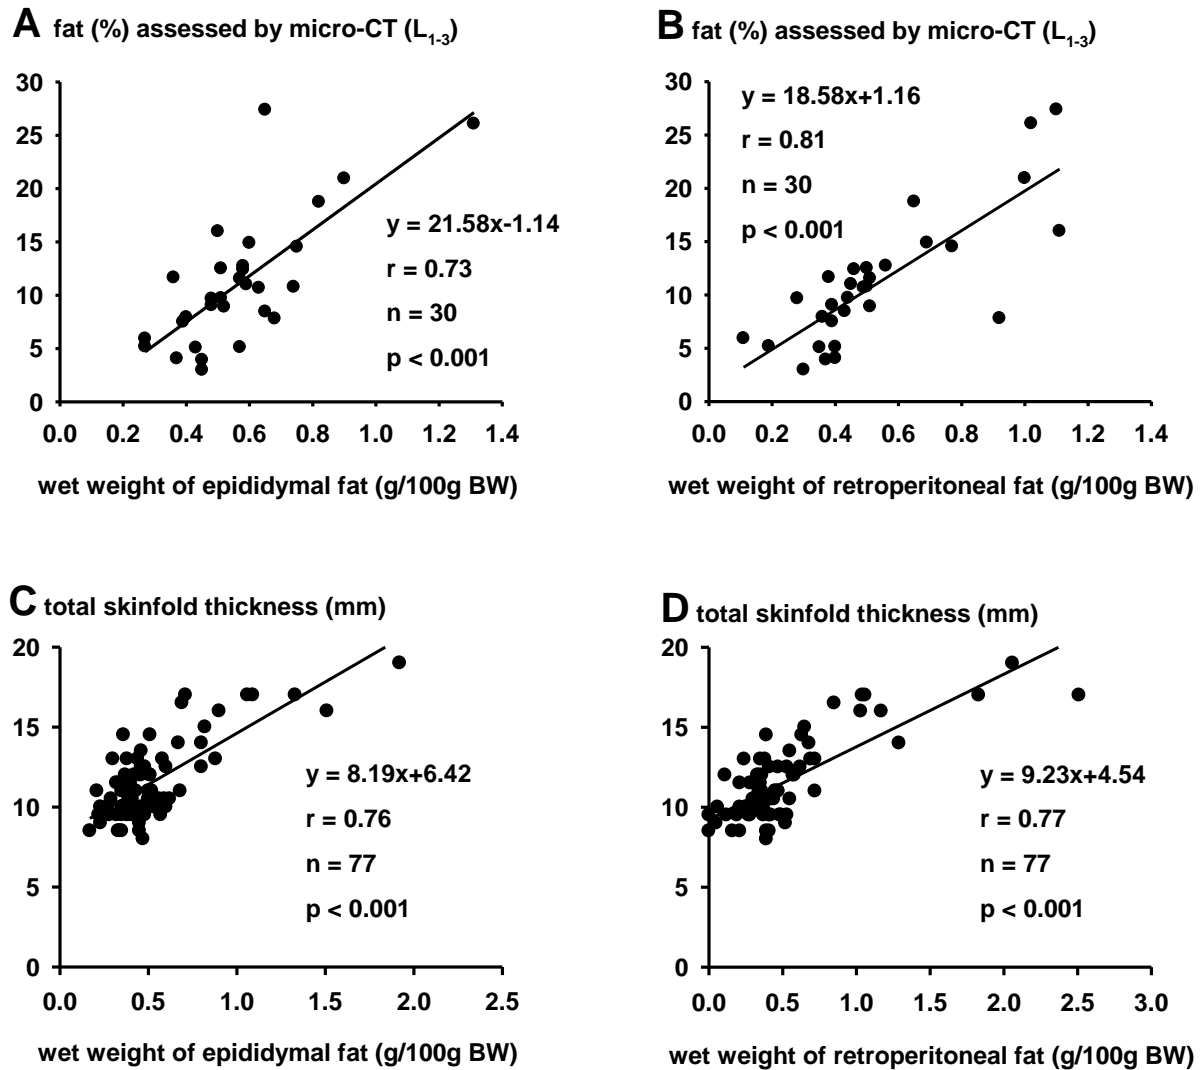 A fat (%) assessed by micro-CT (L1-3)
30
25
20
15
10
5
0
y = 21.58x-1.14
r = 0.73
n = 30
p < 0.001
0.0 0.2 0.4 0.6 0.8 1.0 1.2 1.4
wet weight of epididymal fat (g/100g BW)
B fat (%) assessed by micro-CT (L1-3)
30
25
20
15
10
5
0
y = 18.58x+1.16
r = 0.81
n = 30
p < 0.001
0.0 0.2 0.4 0.6 0.8 1.0 1.2 1.4
wet weight of retroperitoneal fat (g/100g BW)
C total skinfold thickness (mm)
20
15
10
5
0
y = 8.19x+6.42
r = 0.76
n = 77
p < 0.001
0.0 0.5 1.0 1.5 2.0 2.5
wet weight of epididymal fat (g/100g BW)
D total skinfold thickness (mm)
20
15
10
5
0
y = 9.23x+4.54
r = 0.77
n = 77
p < 0.001
0.0 0.5 1.0 1.5 2.0 2.5 3.0
wet weight of retroperitoneal fat (g/100g BW)